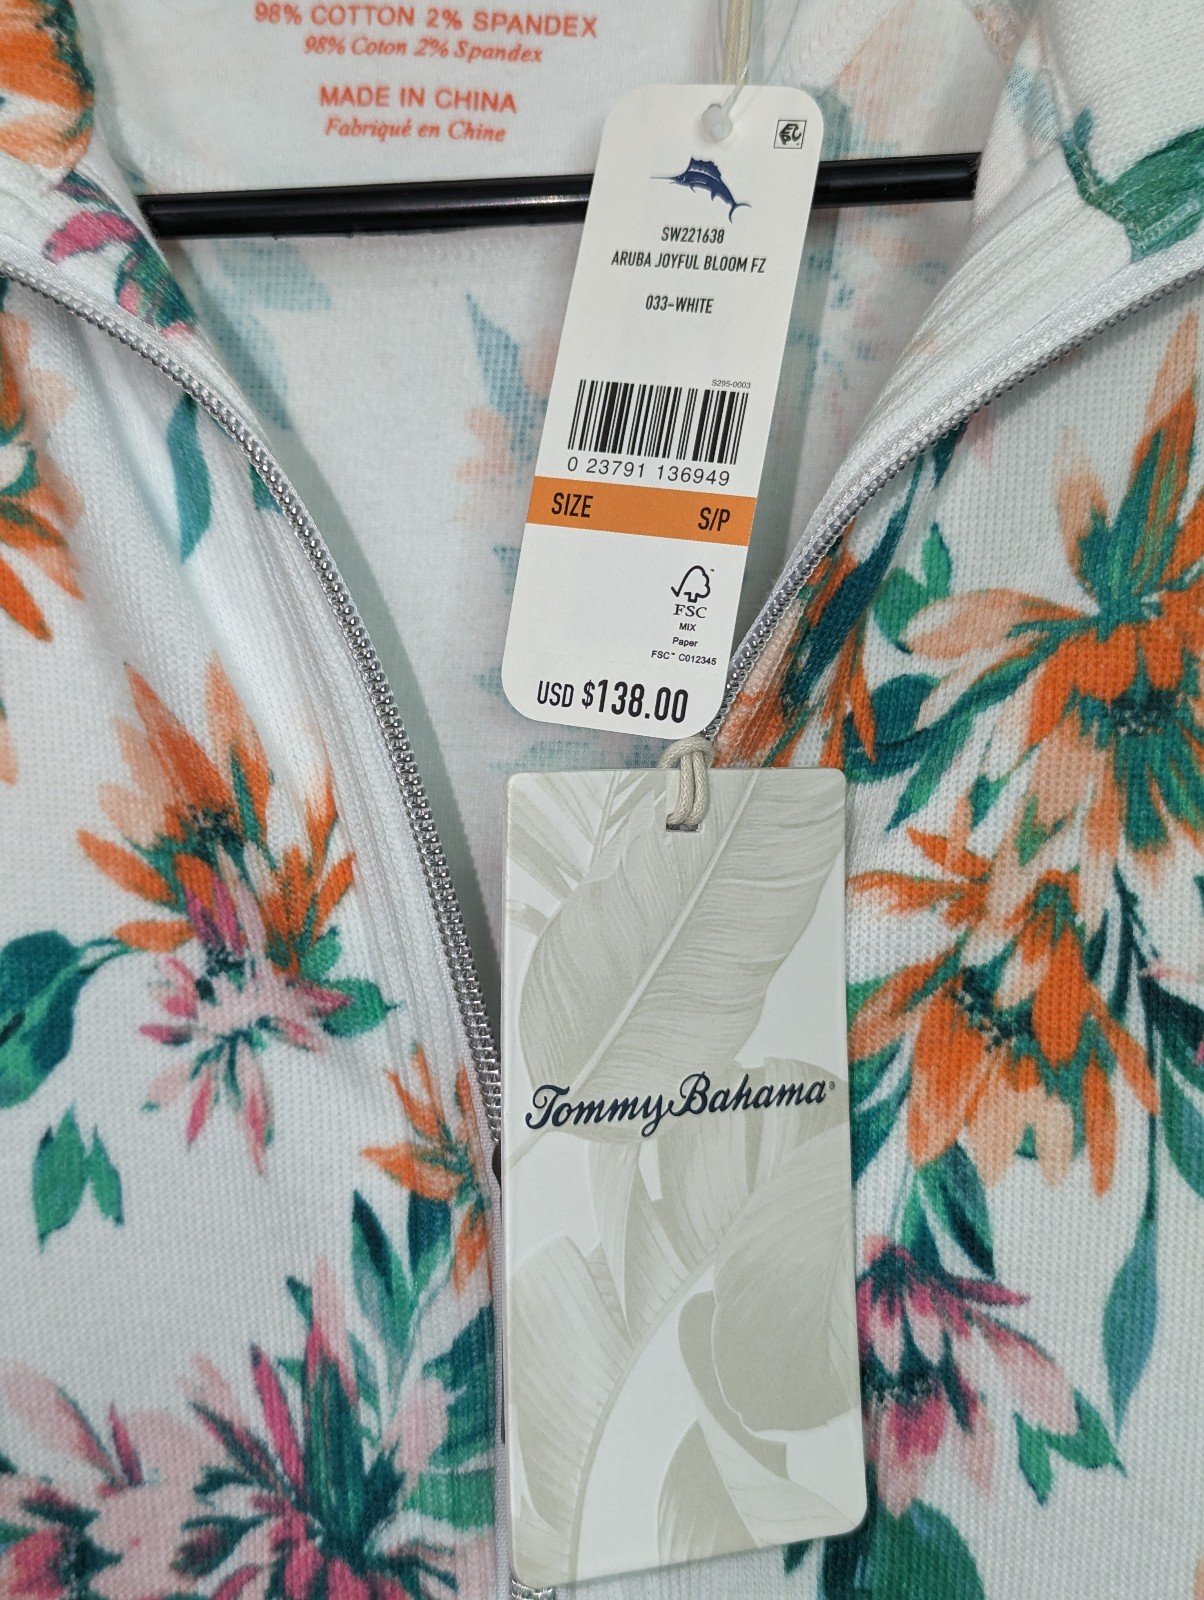 98% COTTON 2% SPANDEX
98% Coton 2% Spandex
MADE IN CHINA
Fabriqué en Chine
SW221638
ARUBA JOYFUL BLOOM FZ
033-WHITE
S295-0003
0 23791 136949
SIZE S/P
FSC™
MIX
Paper
FSC™ C012345
USD $138.00
Tommy Bahama®